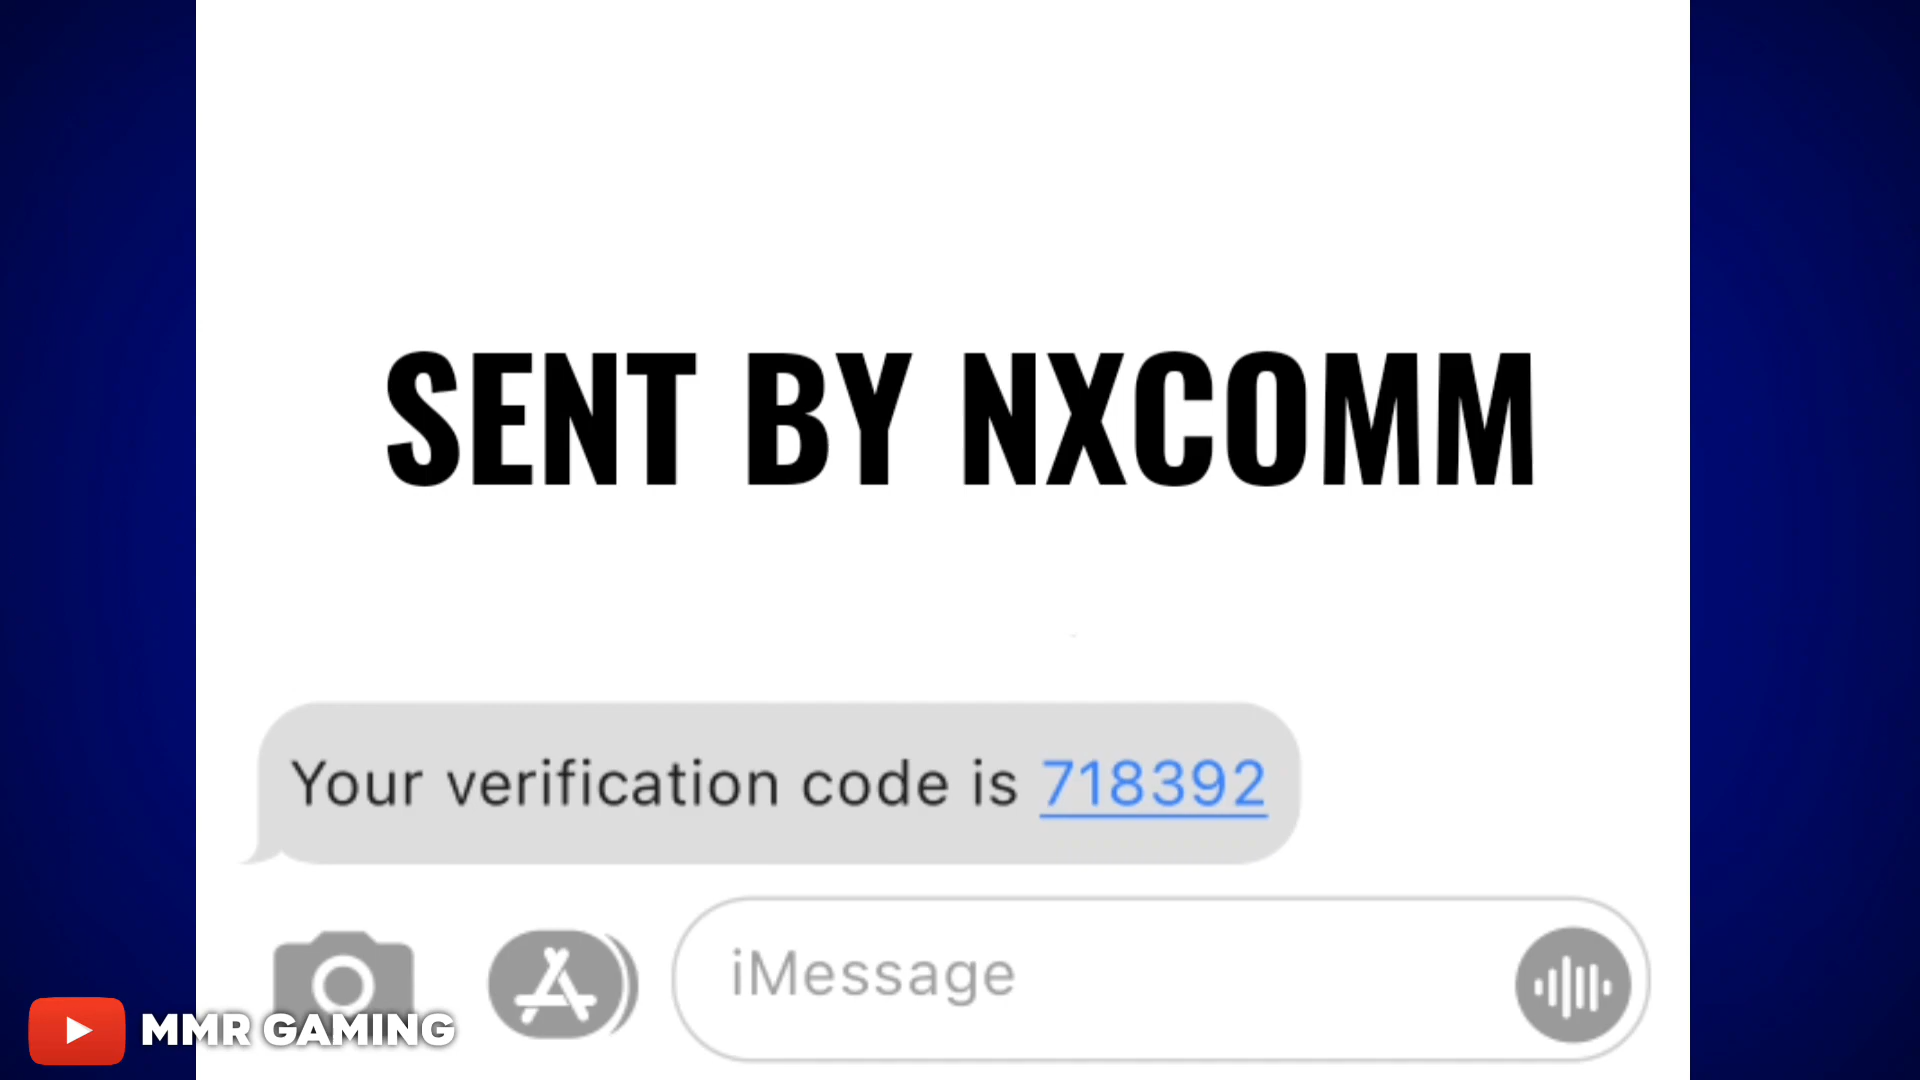 SENT BY NXCOMM
Your verification code is 718392
iMessage
MMR GAMING